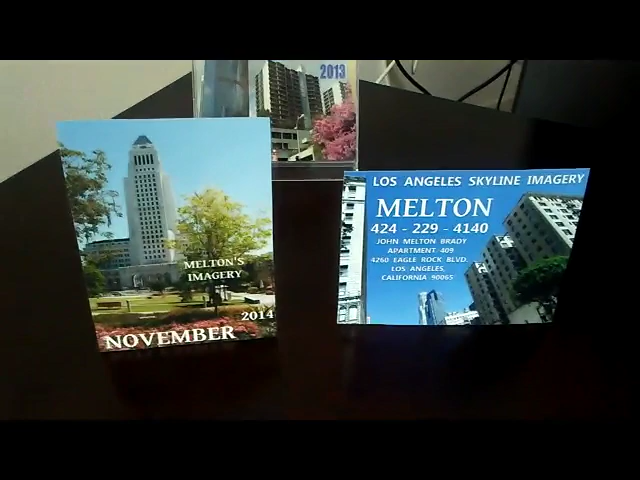 2013
MELTON'S
IMAGERY
2014
NOVEMBER
LOS ANGELES SKYLINE IMAGERY
MELTON
424 - 229 - 4140
JOHN MELTON BRADY
APARTMENT 409
4260 EAGLE ROCK BLVD.
LOS ANGELES,
CALIFORNIA 90065